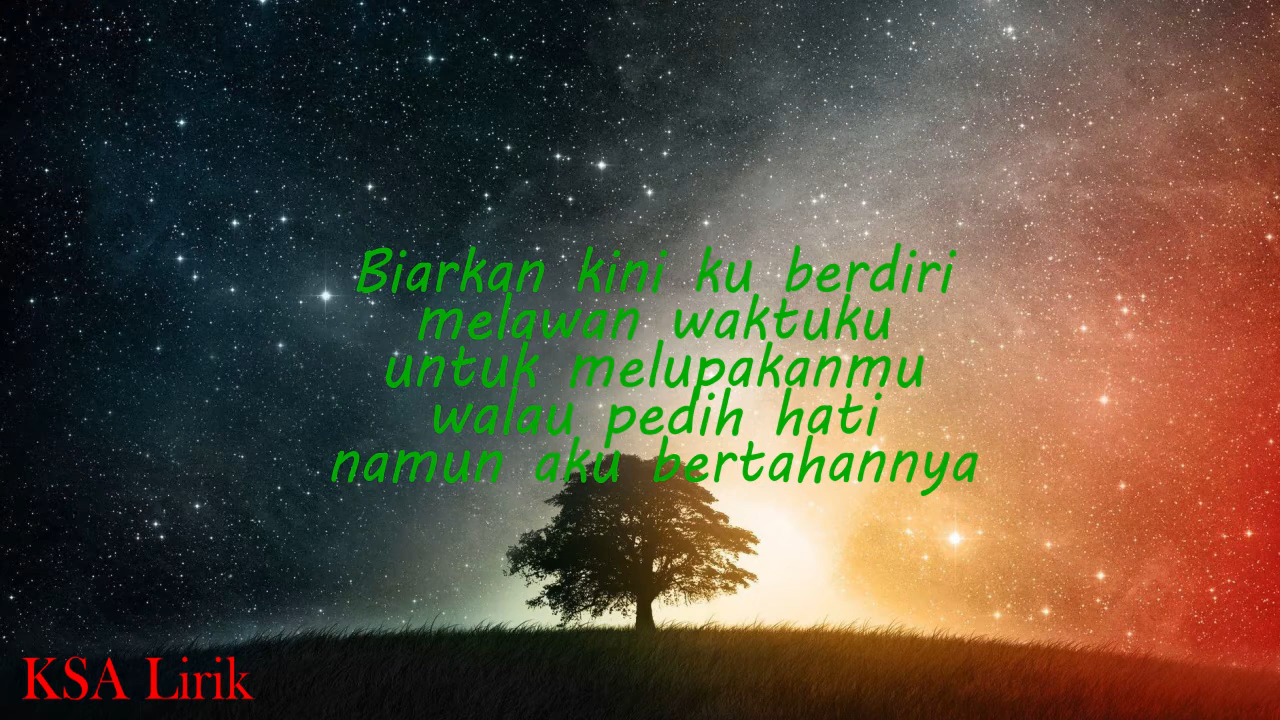 Biarkan kini ku berdiri
melawan waktuku
untuk melupakanmu
walau pedih hati
namun aku bertahannya
KSA Lirik